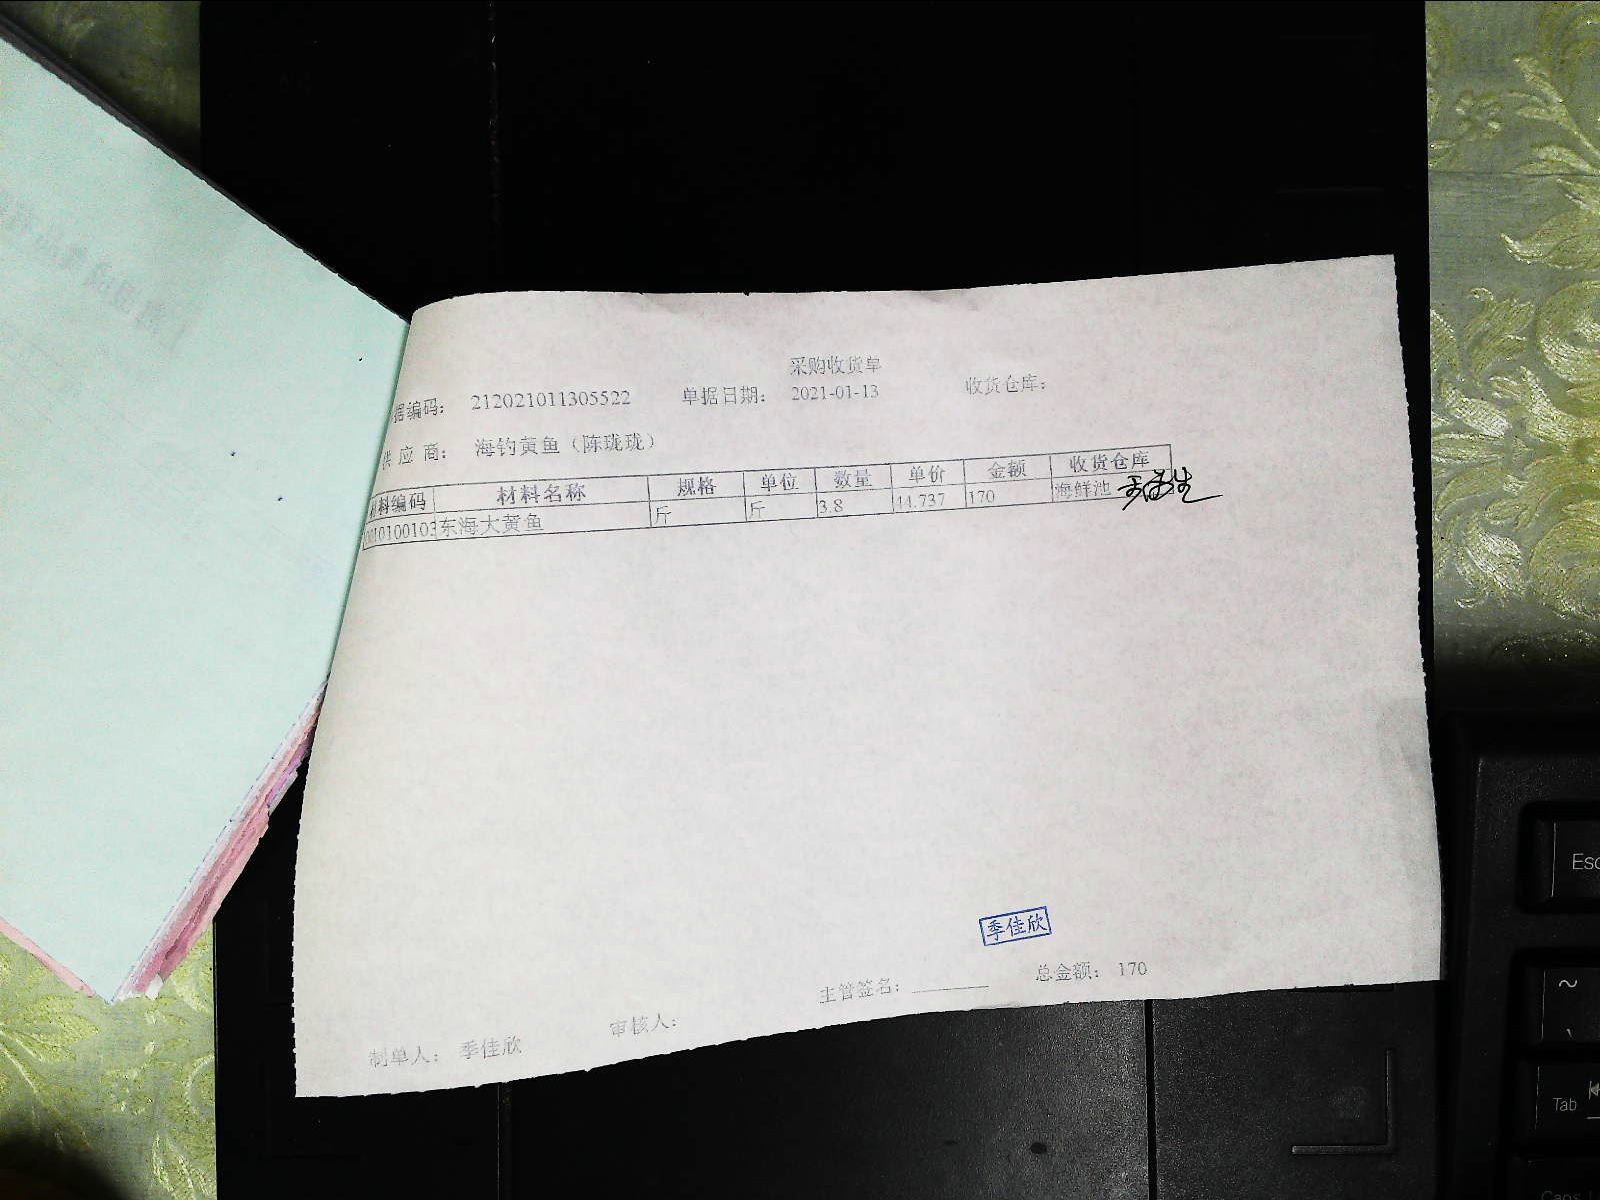 采购收货单
据编码： 212021011305522 单据日期： 2021-01-13 收货仓库：
供 应 商： 海钓黄鱼（陈珑珑）
材料编码 材料名称 规格 单位 数量 单价 金额 收货仓库
0010100103 东海大黄鱼 斤 斤 3.8 44.737 170 海鲜池
季佳欣
主管签名： 总金额： 170
制单人： 季佳欣 审核人：
Esc
~
Tab